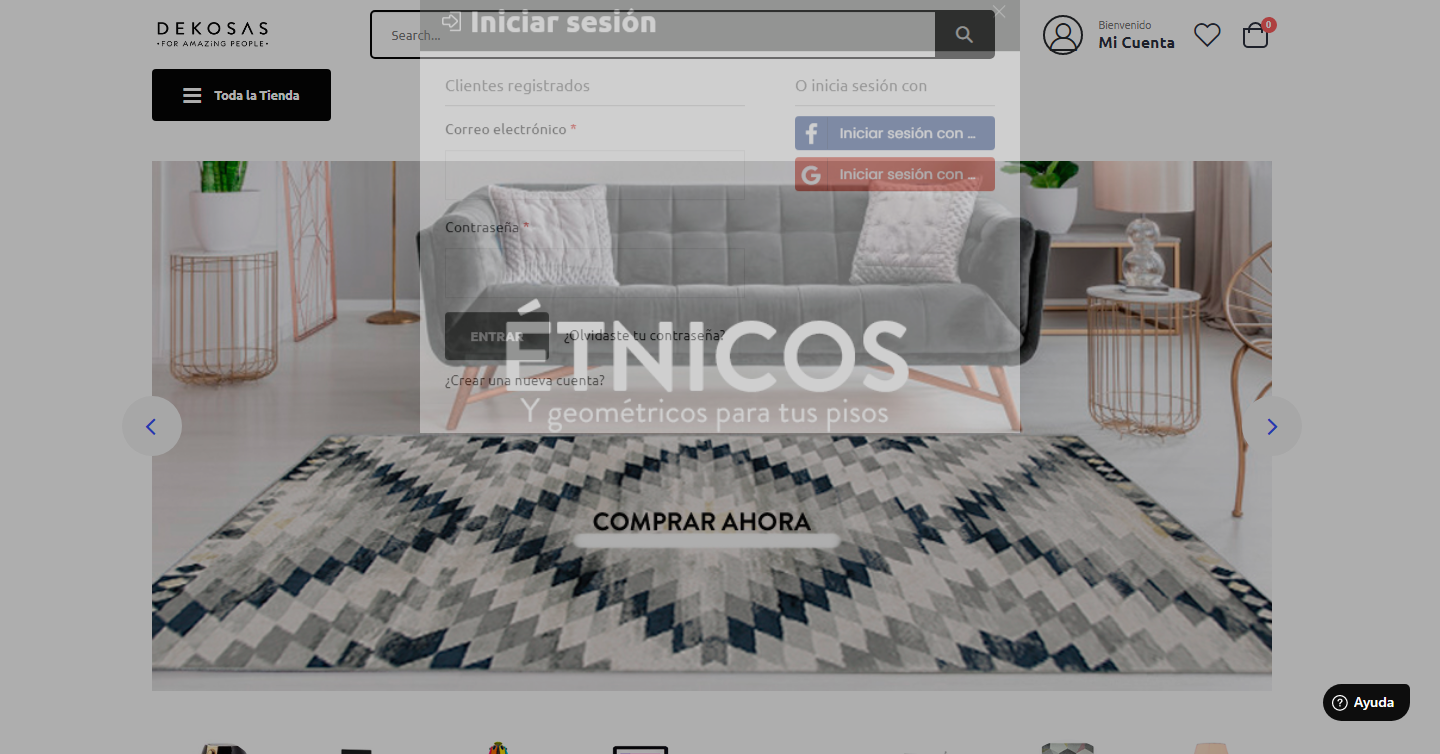 DEKOSAS
•FOR AMAZiNG PEOPLE•
Search...
Bienvenido
Mi Cuenta
0
Toda la Tienda
Iniciar sesión
Clientes registrados
Correo electrónico *
Contraseña *
ENTRAR
¿Olvidaste tu contraseña?
¿Crear una nueva cuenta?
O inicia sesión con
Iniciar sesión con ...
Iniciar sesión con ...
ÉTNICOS
Y geométricos para tus pisos
COMPRAR AHORA
Ayuda